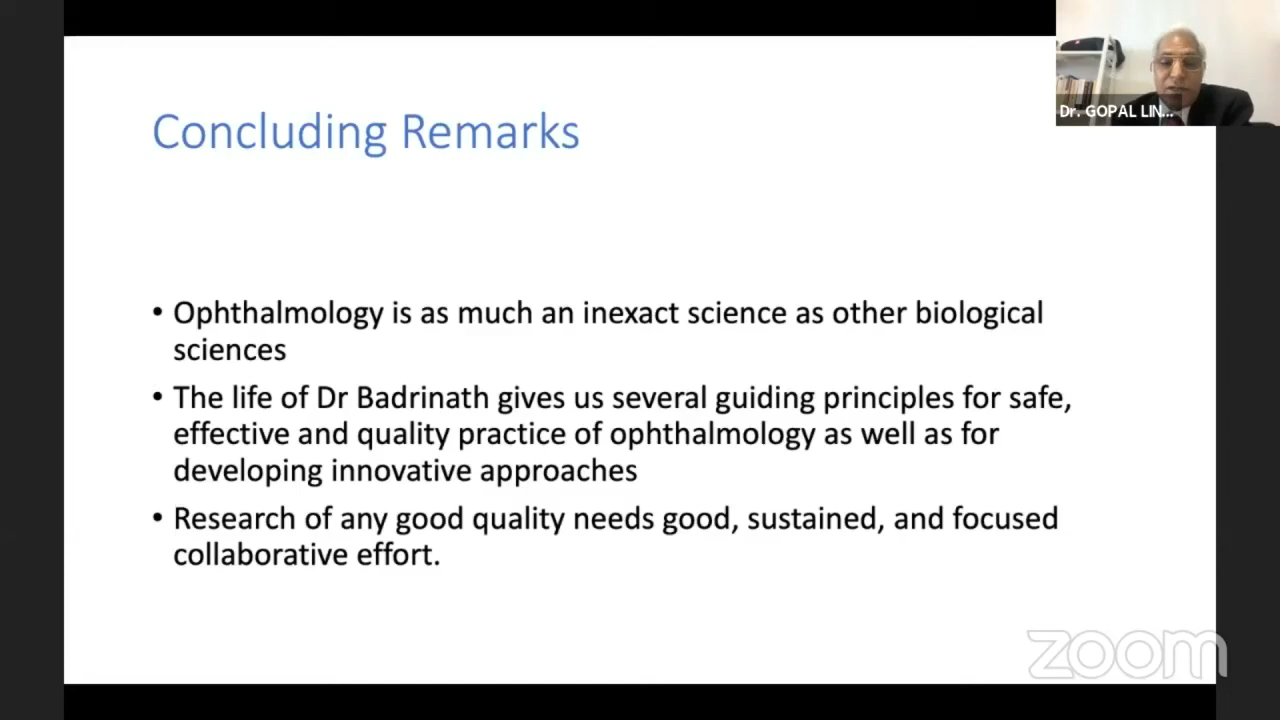 Concluding Remarks
Dr. GOPAL LIN...
• Ophthalmology is as much an inexact science as other biological
sciences
• The life of Dr Badrinath gives us several guiding principles for safe,
effective and quality practice of ophthalmology as well as for
developing innovative approaches
• Research of any good quality needs good, sustained, and focused
collaborative effort.
zoom